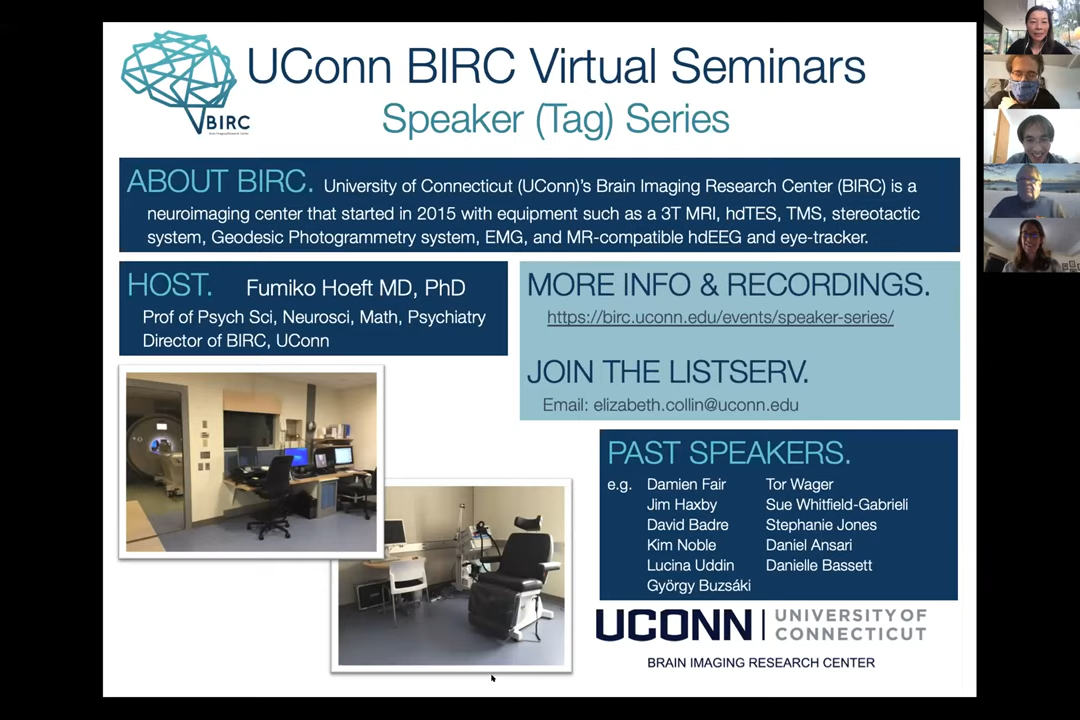 BIRC
UConn BIRC Virtual Seminars
Speaker (Tag) Series
ABOUT BIRC. University of Connecticut (UConn)'s Brain Imaging Research Center (BIRC) is a
neuroimaging center that started in 2015 with equipment such as a 3T MRI, hdTES, TMS, stereotactic
system, Geodesic Photogrammetry system, EMG, and MR-compatible hdEEG and eye-tracker.
HOST. Fumiko Hoeft MD, PhD
Prof of Psych Sci, Neurosci, Math, Psychiatry
Director of BIRC, UConn
MORE INFO & RECORDINGS.
https://birc.uconn.edu/events/speaker-series/
JOIN THE LISTSERV.
Email: elizabeth.collin@uconn.edu
PAST SPEAKERS.
e.g. Damien Fair Tor Wager
Jim Haxby Sue Whitfield-Gabrieli
David Badre Stephanie Jones
Kim Noble Daniel Ansari
Lucina Uddin Danielle Bassett
György Buzsáki
UCONN | UNIVERSITY OF
CONNECTICUT
BRAIN IMAGING RESEARCH CENTER